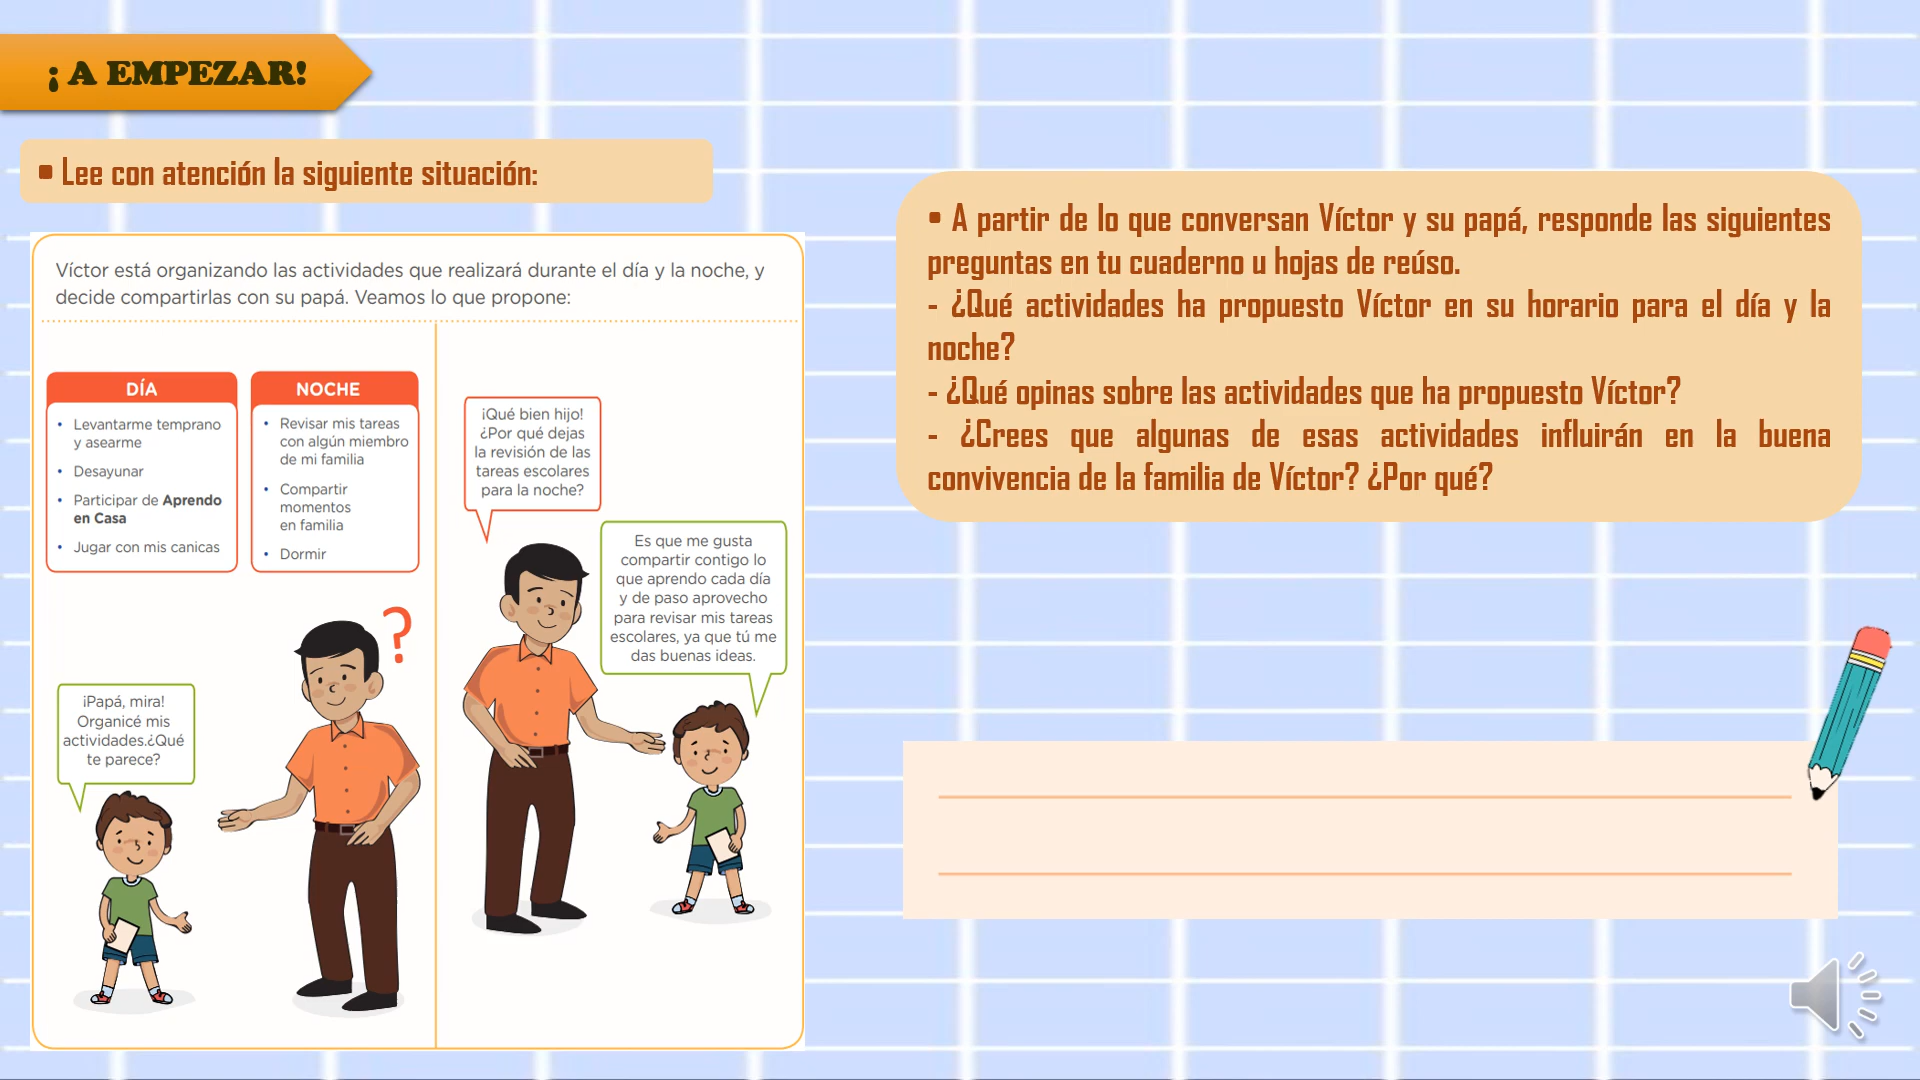 ¡ A EMPEZAR!
▪ Lee con atención la siguiente situación:
Víctor está organizando las actividades que realizará durante el día y la noche, y
decide compartirlas con su papá. Veamos lo que propone:
DÍA
• Levantarme temprano
y asearme
• Desayunar
• Participar de Aprendo
en Casa
• Jugar con mis canicas
NOCHE
• Revisar mis tareas
con algún miembro
de mi familia
• Compartir
momentos
en familia
• Dormir
?
¡Papá, mira!
Organicé mis
actividades.¿Qué
te parece?
¡Qué bien hijo!
¿Por qué dejas
la revisión de las
tareas escolares
para la noche?
Es que me gusta
compartir contigo lo
que aprendo cada día
y de paso aprovecho
para revisar mis tareas
escolares, ya que tú me
das buenas ideas.
• A partir de lo que conversan Víctor y su papá, responde las siguientes
preguntas en tu cuaderno u hojas de reúso.
- ¿Qué actividades ha propuesto Víctor en su horario para el día y la
noche?
- ¿Qué opinas sobre las actividades que ha propuesto Víctor?
- ¿Crees que algunas de esas actividades influirán en la buena
convivencia de la familia de Víctor? ¿Por qué?